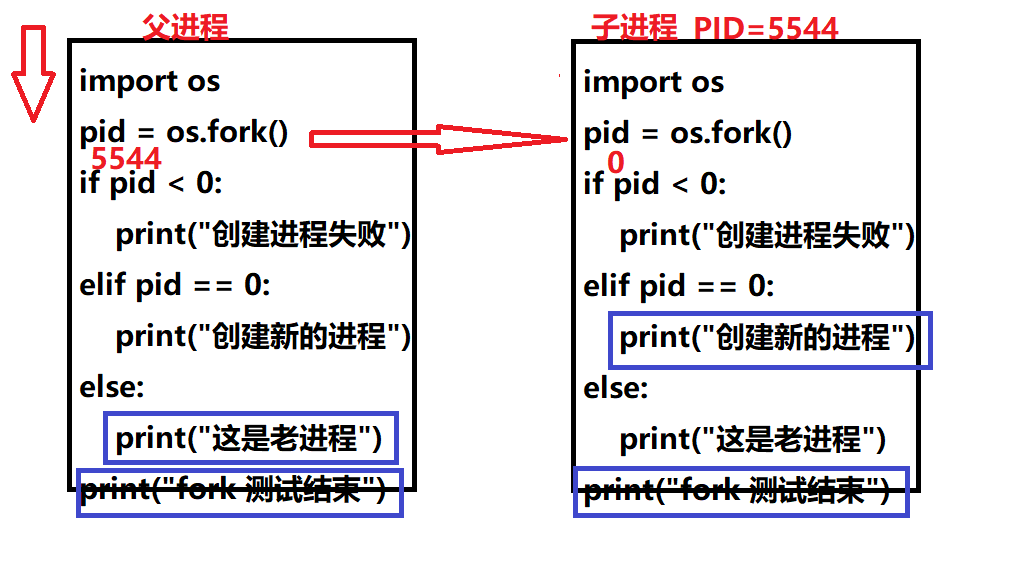 父进程
import os
pid = os.fork()
5544
if pid < 0:
print("创建进程失败")
elif pid == 0:
print("创建新的进程")
else:
print("这是老进程")
print("fork 测试结束")
子进程 PID=5544
import os
pid = os.fork()
0
if pid < 0:
print("创建进程失败")
elif pid == 0:
print("创建新的进程")
else:
print("这是老进程")
print("fork 测试结束")